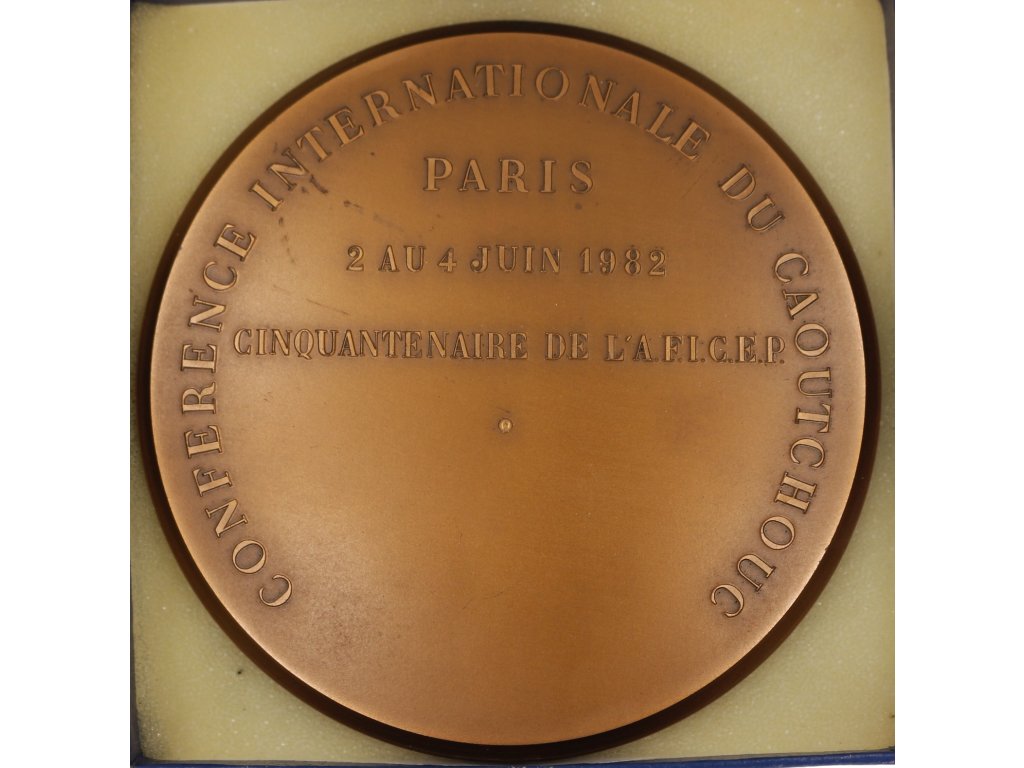 CONFERENCE INTERNATIONALE DU CAOUTCHOUC
PARIS
2 AU 4 JUIN 1982
CINQUANTENAIRE DE L'A.F.I.C.E.P.